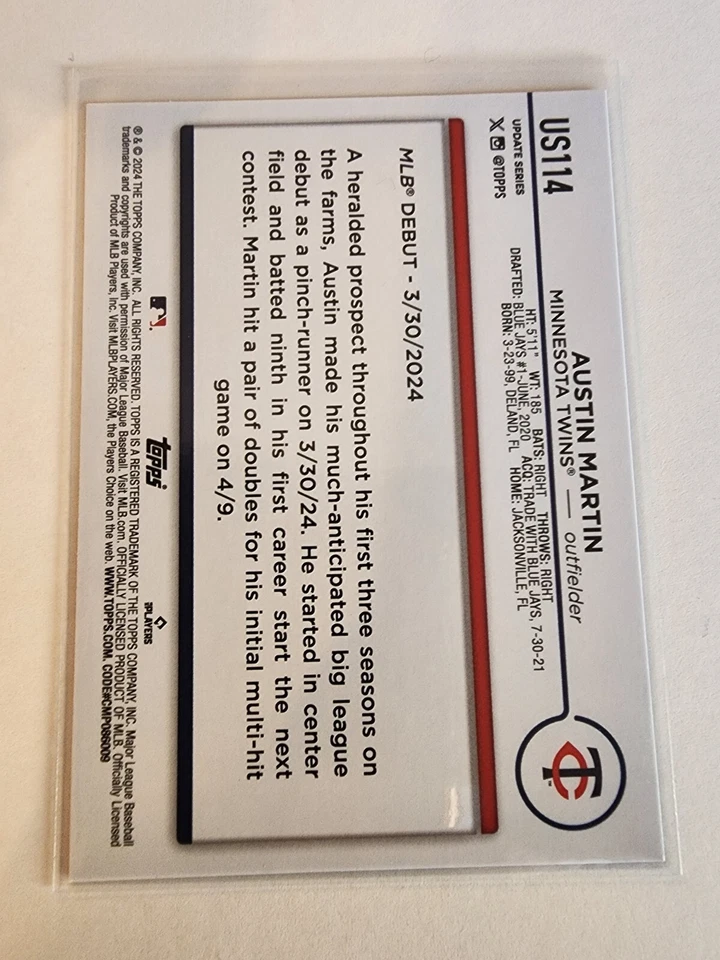 US114
UPDATE SERIES
@TOPPS
AUSTIN MARTIN
MINNESOTA TWINS® — outfielder
HT: 5'11" WT: 185 BATS: RIGHT THROWS: RIGHT
DRAFTED: BLUE JAYS #1-JUNE, 2020 ACQ: TRADE WITH BLUE JAYS, 7-30-21
BORN: 3-23-99, DELAND, FL HOME: JACKSONVILLE, FL
TC
MLB® DEBUT - 3/30/2024
A heralded prospect throughout his first three seasons on
the farms, Austin made his much-anticipated big league
debut as a pinch-runner on 3/30/24. He started in center
field and batted ninth in his first career start the next
contest. Martin hit a pair of doubles for his initial multi-hit
game on 4/9.
topps
PLAYERS
® & © 2024 THE TOPPS COMPANY, INC. ALL RIGHTS RESERVED. TOPPS IS A REGISTERED TRADEMARK OF THE TOPPS COMPANY, INC. Major League Baseball
trademarks and copyrights are used with permission of Major League Baseball. Visit MLB.com. OFFICIALLY LICENSED PRODUCT OF MLB. Officially Licensed
Product of MLB Players, Inc. Visit MLBPLAYERS.COM, the Players Choice on the web. WWW.TOPPS.COM. CODE#CMP086009